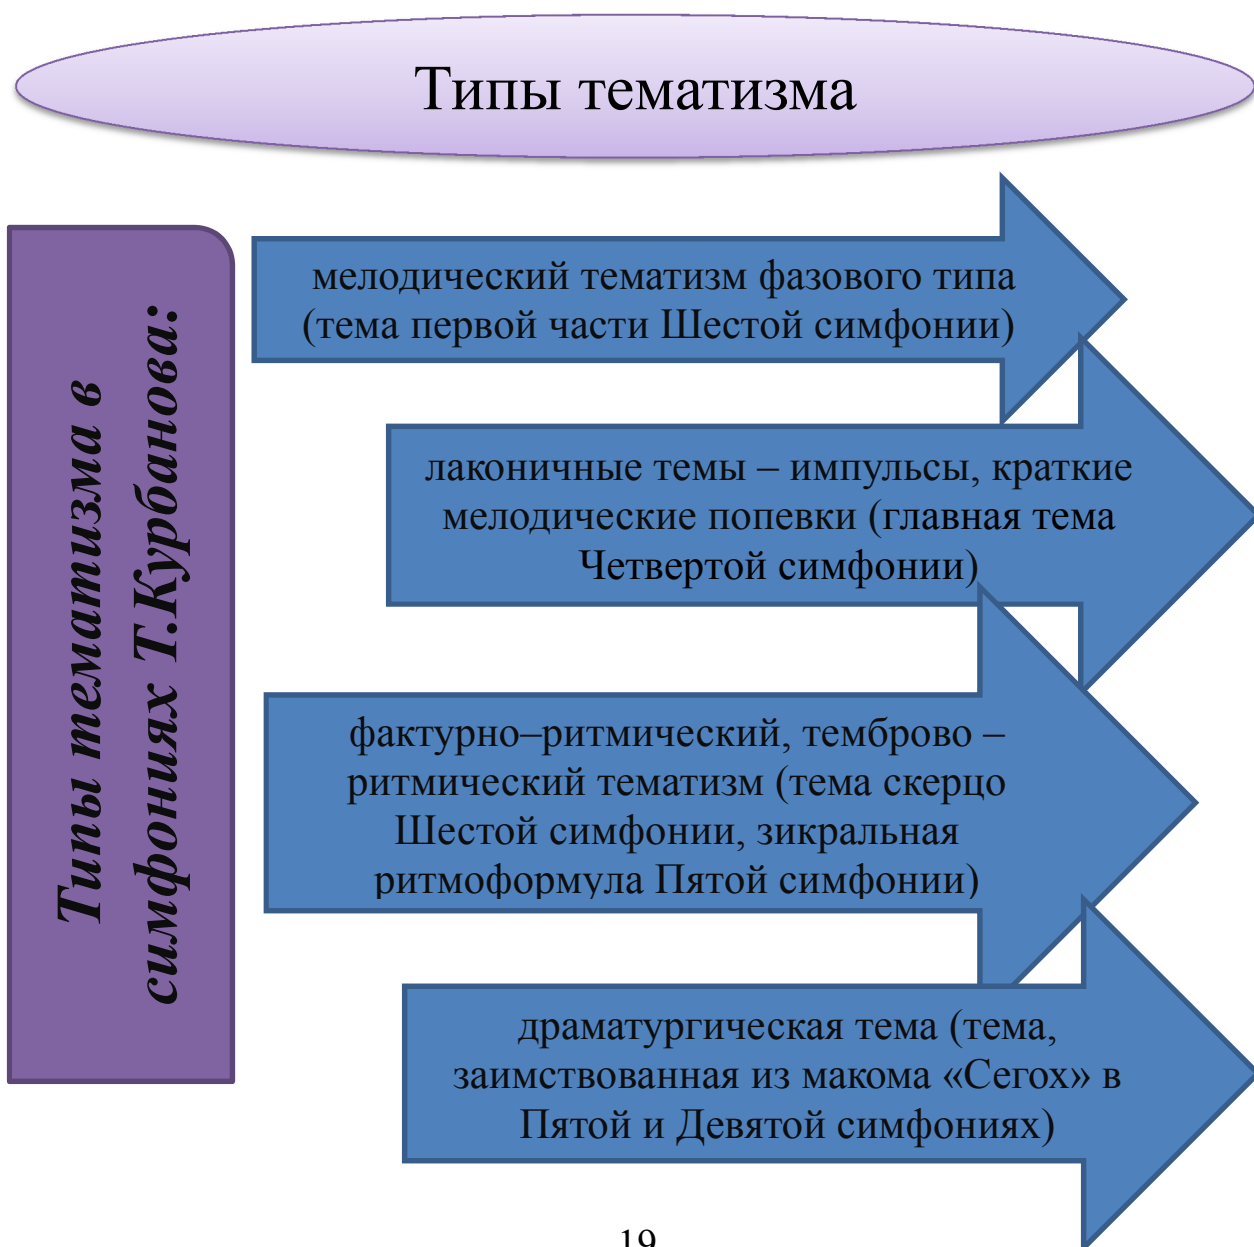 Типы тематизма
Типы тематизма в
симфониях Т.Курбанова:
мелодический тематизм фазового типа
(тема первой части Шестой симфонии)
лаконичные темы – импульсы, краткие
мелодические попевки (главная тема
Четвертой симфонии)
фактурно–ритмический, темброво –
ритмический тематизм (тема скерцо
Шестой симфонии, зикральная
ритмоформула Пятой симфонии)
драматургическая тема (тема,
заимствованная из макома «Сегох» в
Пятой и Девятой симфониях)
19